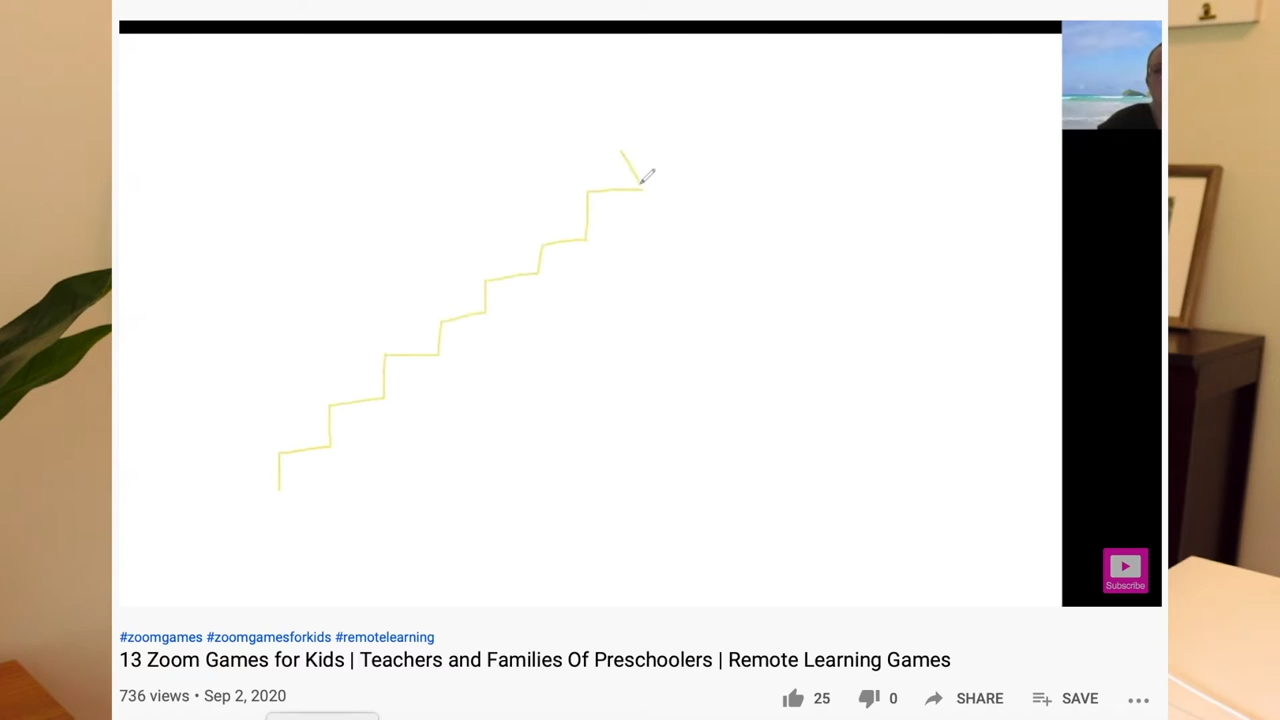 Subscribe
#zoomgames #zoomgamesforkids #remotelearning
13 Zoom Games for Kids | Teachers and Families Of Preschoolers | Remote Learning Games
736 views • Sep 2, 2020
25
0
SHARE
SAVE